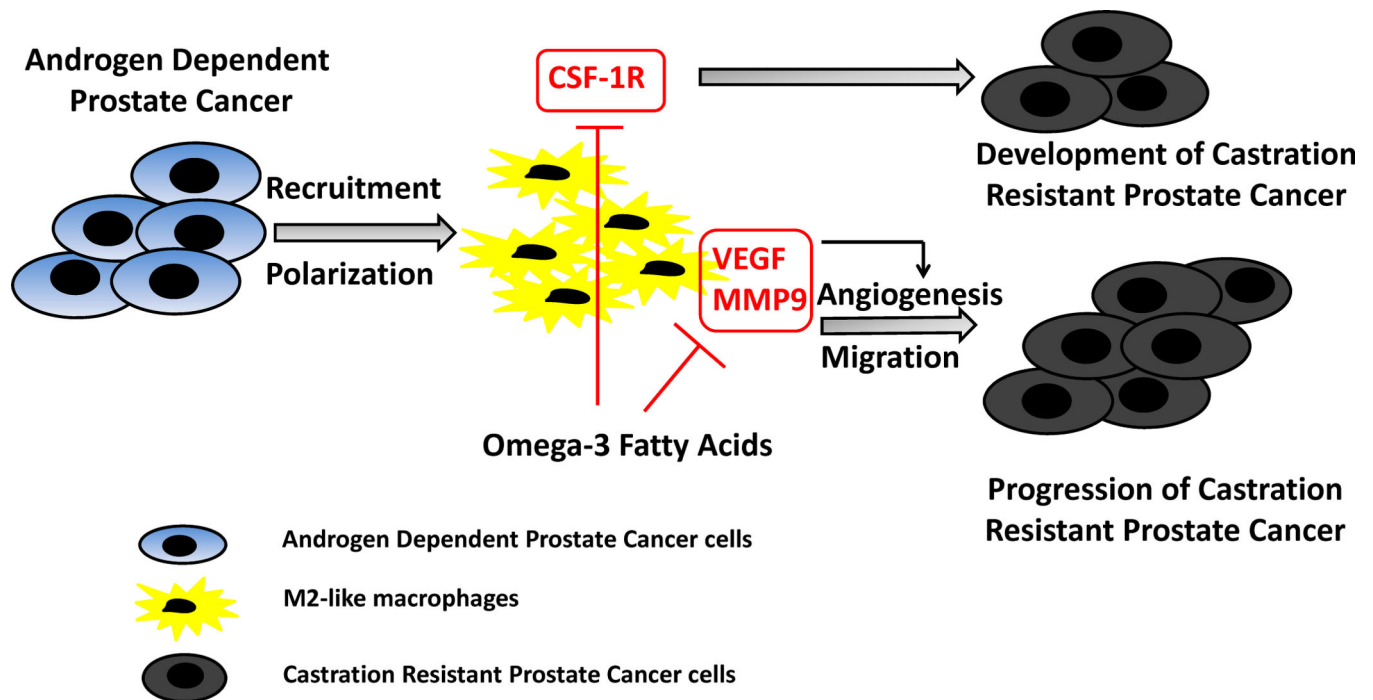 Androgen Dependent
Prostate Cancer
Recruitment
Polarization
CSF-1R
VEGF
MMP9
Angiogenesis
Migration
Development of Castration
Resistant Prostate Cancer
Omega-3 Fatty Acids
Progression of Castration
Resistant Prostate Cancer
Androgen Dependent Prostate Cancer cells
M2-like macrophages
Castration Resistant Prostate Cancer cells